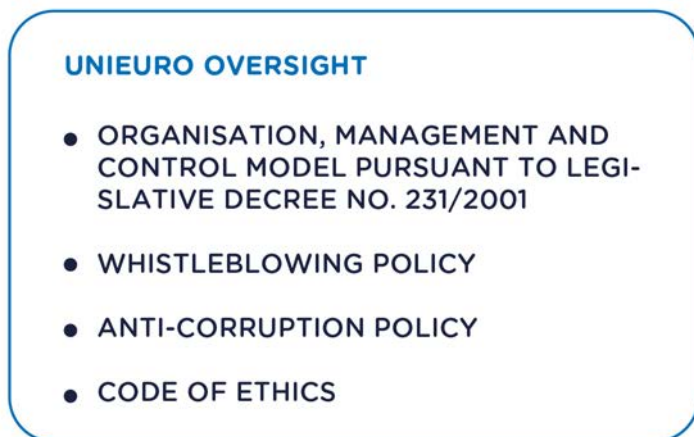 UNIEURO OVERSIGHT
● ORGANISATION, MANAGEMENT AND
CONTROL MODEL PURSUANT TO LEGI-
SLATIVE DECREE NO. 231/2001
● WHISTLEBLOWING POLICY
● ANTI-CORRUPTION POLICY
● CODE OF ETHICS